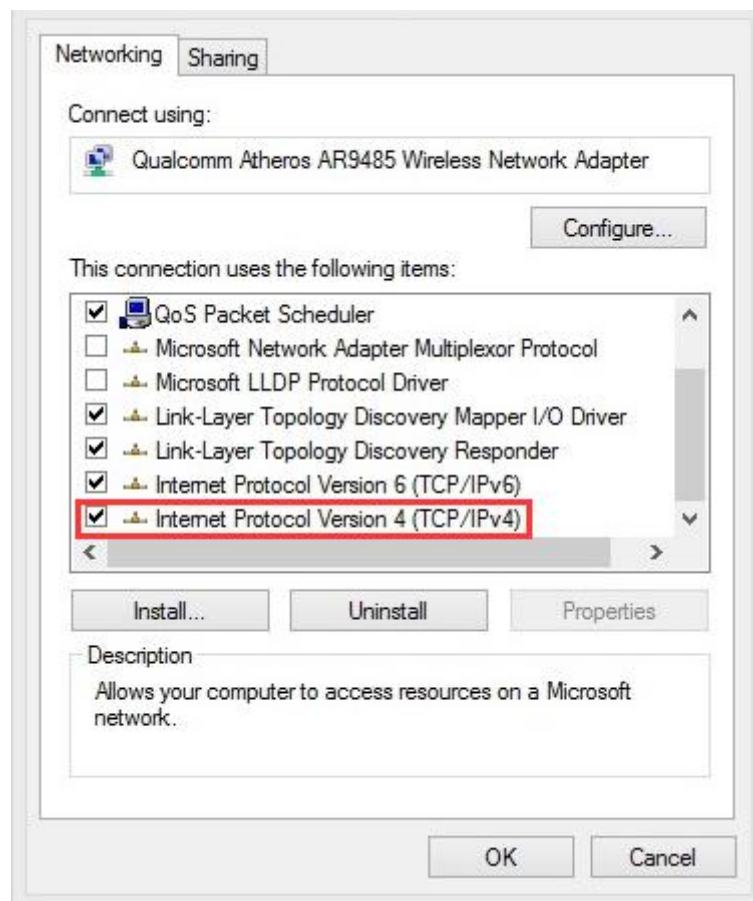 Networking Sharing
Connect using:
Qualcomm Atheros AR9485 Wireless Network Adapter
Configure...
This connection uses the following items:
QoS Packet Scheduler
Microsoft Network Adapter Multiplexor Protocol
Microsoft LLDP Protocol Driver
Link-Layer Topology Discovery Mapper I/O Driver
Link-Layer Topology Discovery Responder
Internet Protocol Version 6 (TCP/IPv6)
Internet Protocol Version 4 (TCP/IPv4)
Install... Uninstall Properties
Description
Allows your computer to access resources on a Microsoft
network.
OK Cancel